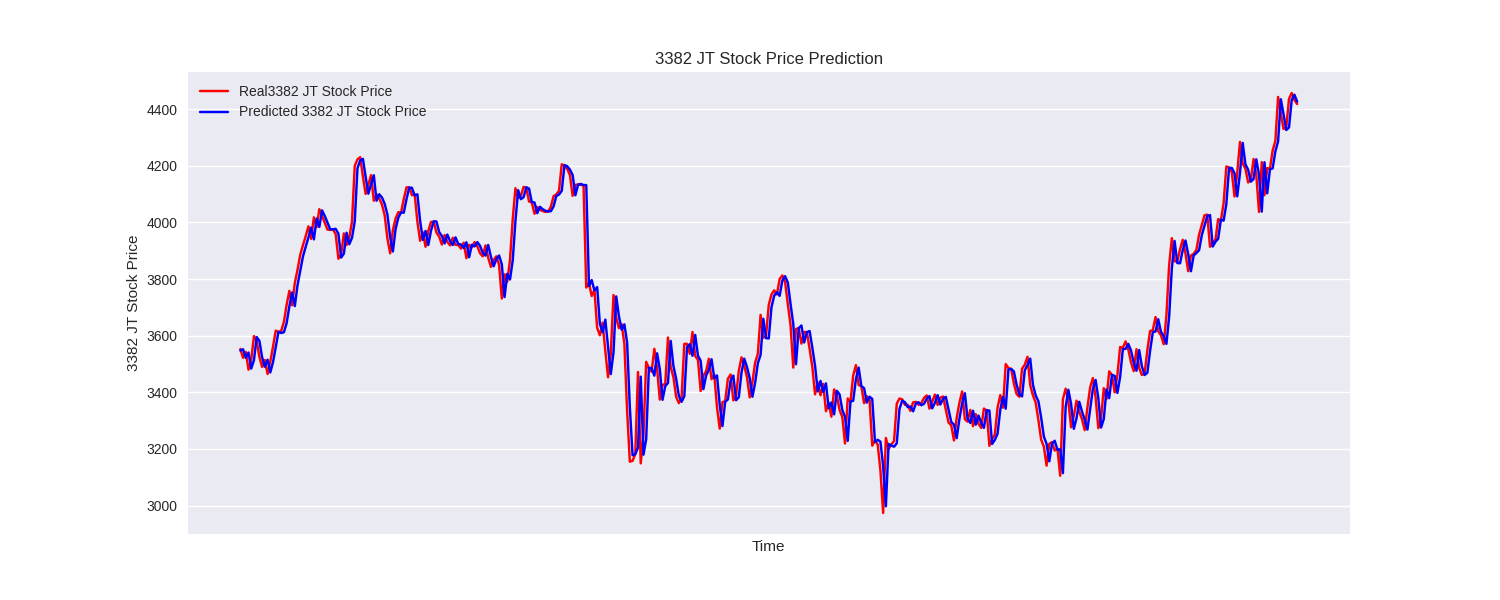 3382 JT Stock Price Prediction
Real3382 JT Stock Price
Predicted 3382 JT Stock Price
4400
4200
4000
3800
3600
3400
3200
3000
3382 JT Stock Price
Time